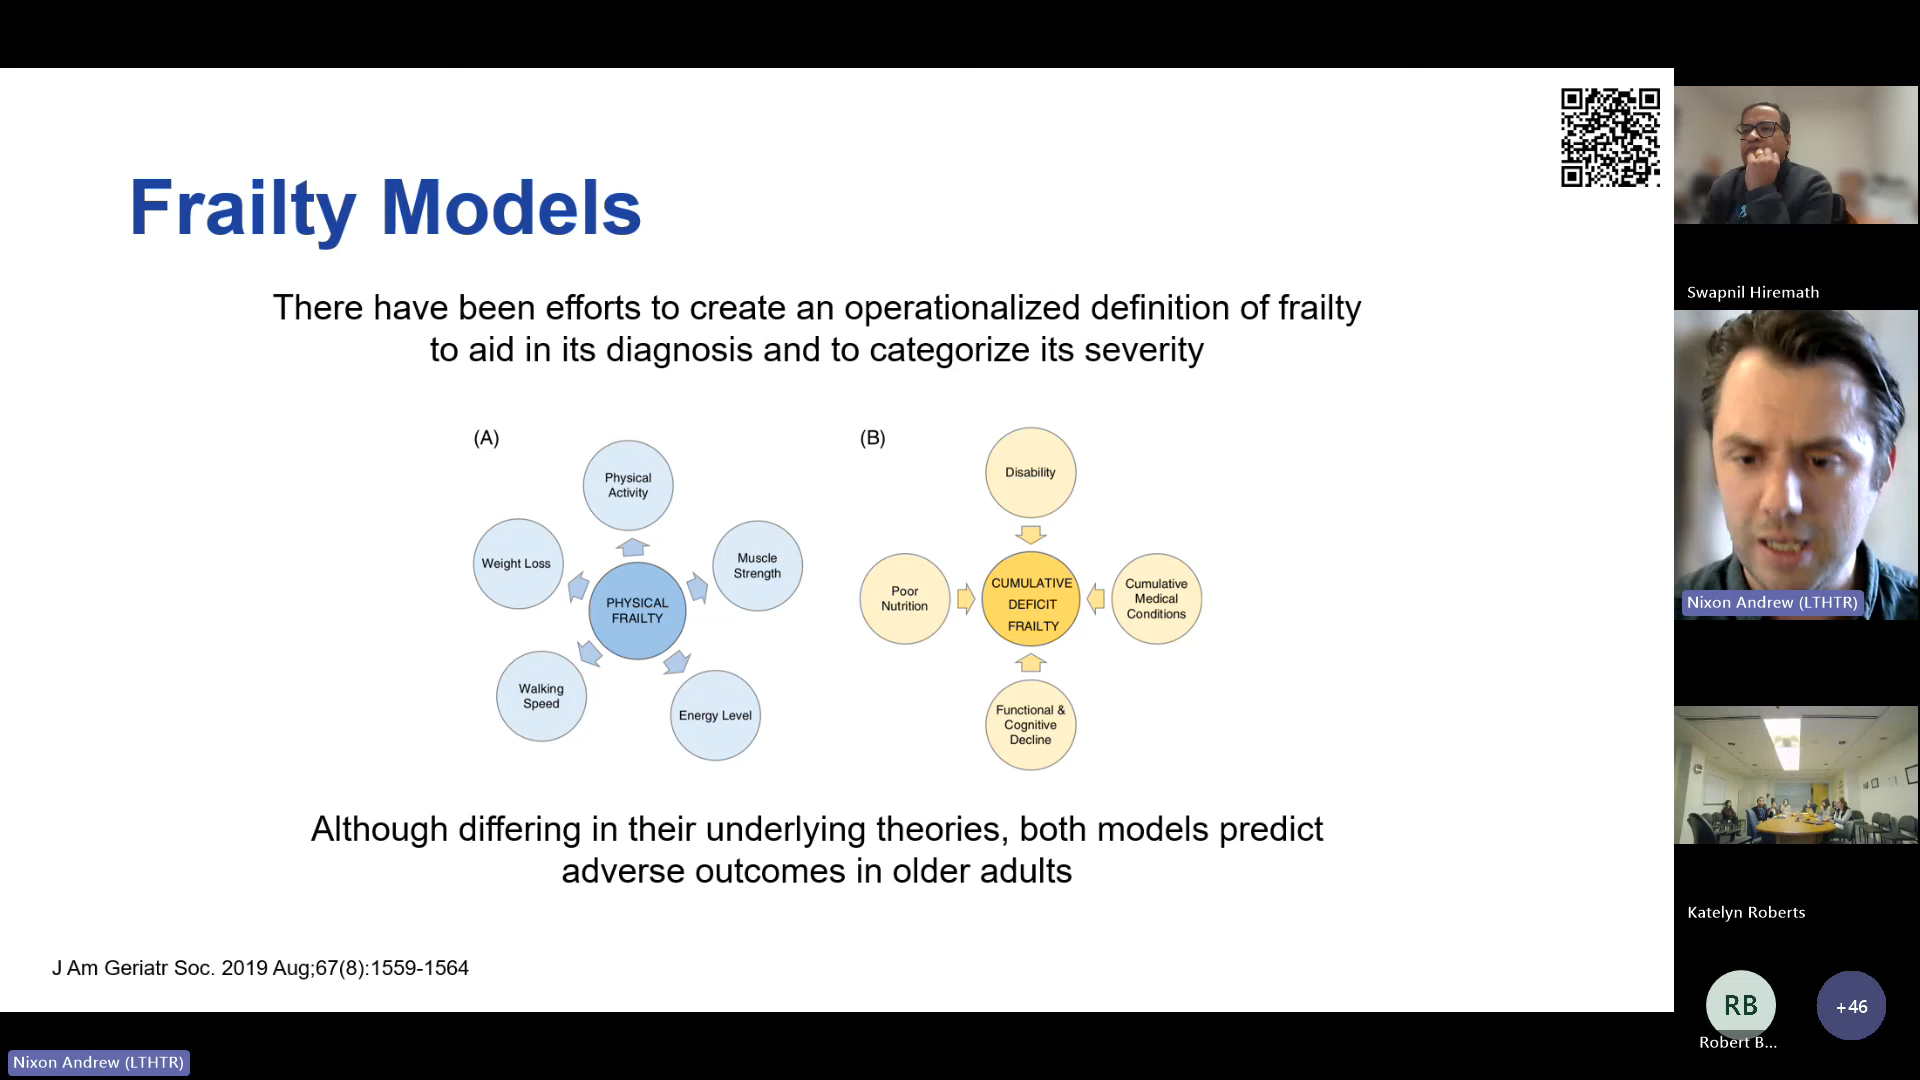 Frailty Models
There have been efforts to create an operationalized definition of frailty
to aid in its diagnosis and to categorize its severity
(A)
Physical
Activity
Weight Loss
Muscle
Strength
PHYSICAL
FRAILTY
Walking
Speed
Energy Level
(B)
Disability
Poor
Nutrition
CUMULATIVE
DEFICIT
FRAILTY
Cumulative
Medical
Conditions
Functional &
Cognitive
Decline
Although differing in their underlying theories, both models predict
adverse outcomes in older adults
J Am Geriatr Soc. 2019 Aug;67(8):1559-1564
Swapnil Hiremath
Nixon Andrew (LTHTR)
Katelyn Roberts
RB
+46
Robert B...
Nixon Andrew (LTHTR)